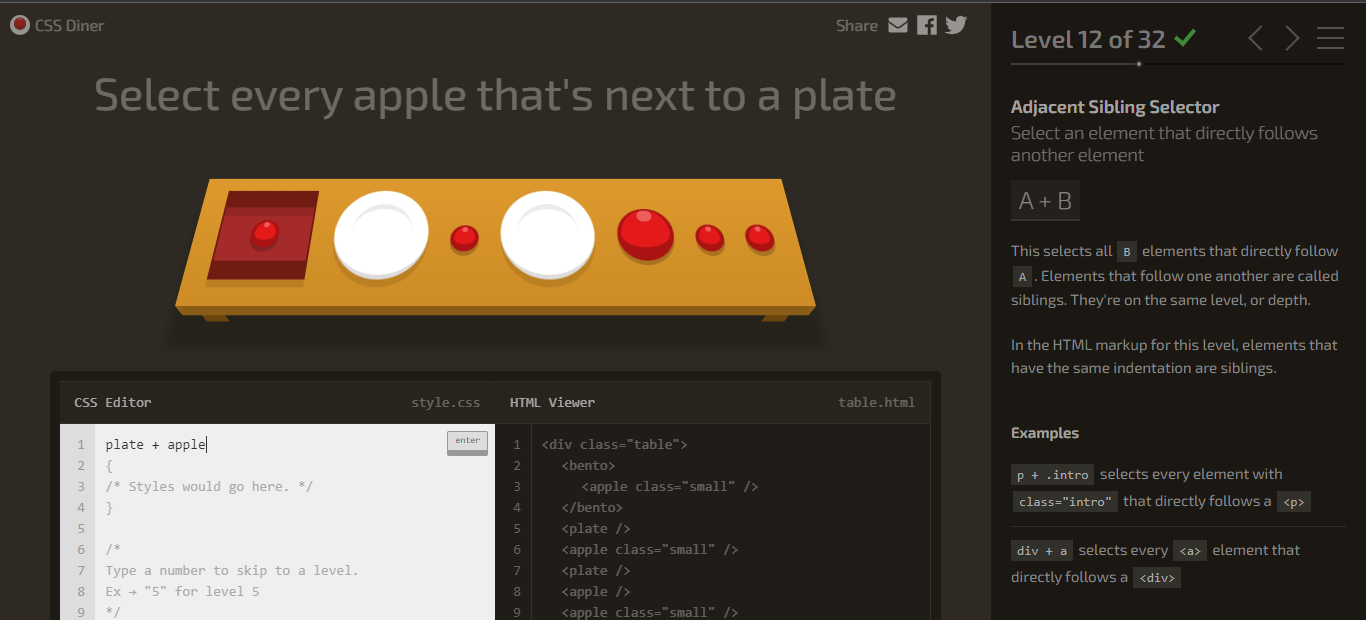 CSS Diner
Share
Select every apple that's next to a plate
CSS Editor
style.css
1 plate + apple
enter
2 {
3 /* Styles would go here. */
4 }
5
6 /*
7 Type a number to skip to a level.
8 Ex → "5" for level 5
9 */
HTML Viewer
table.html
1 <div class="table">
2 <bento>
3 <apple class="small" />
4 </bento>
5 <plate />
6 <apple class="small" />
7 <plate />
8 <apple />
9 <apple class="small" />
Level 12 of 32
Adjacent Sibling Selector
Select an element that directly follows
another element
A + B
This selects all B elements that directly follow
A . Elements that follow one another are called
siblings. They're on the same level, or depth.
In the HTML markup for this level, elements that
have the same indentation are siblings.
Examples
p + .intro selects every element with
class="intro" that directly follows a <p>
div + a selects every <a> element that
directly follows a <div>